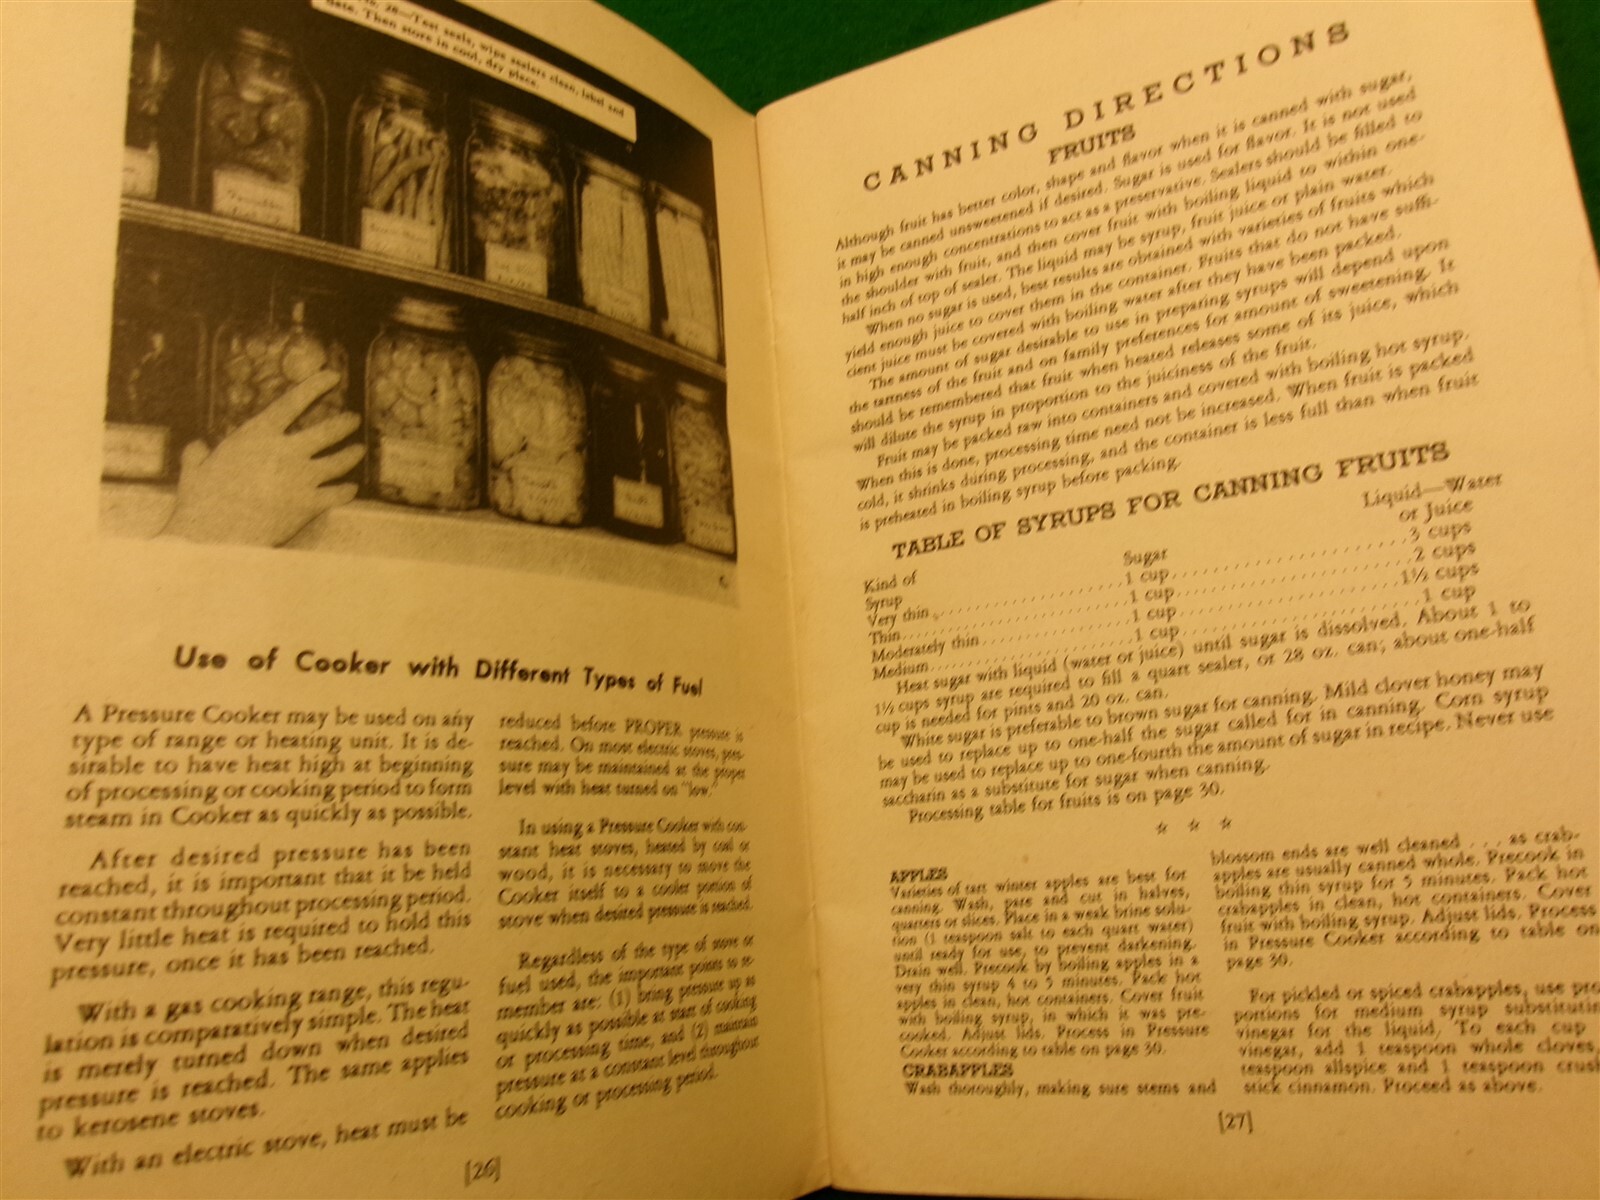 28—Test seals, wipe sealers clean, label and
date. Then store in cool, dry place.
Use of Cooker with Different Types of Fuel
A Pressure Cooker may be used on any
type of range or heating unit. It is de-
sirable to have heat high at beginning
of processing or cooking period to form
steam in Cooker as quickly as possible.
After desired pressure has been
reached, it is important that it be held
constant throughout processing period.
Very little heat is required to hold this
pressure, once it has been reached.
With a gas cooking range, this regu-
lation is comparatively simple. The heat
is merely turned down when desired
pressure is reached. The same applies
to kerosene stoves.
With an electric stove, heat must be
reduced before PROPER pressure is
reached. On most electric stoves, pres-
sure may be maintained at the proper
level with heat turned on "low."
In using a Pressure Cooker with con-
stant heat stoves, heated by coal or
wood, it is necessary to move the
Cooker itself to a cooler portion of
stove when desired pressure is reached.
Regardless of the type of stove or
fuel used, the important points to re-
member are: (1) bring pressure up as
quickly as possible at start of cooking
or processing time, and (2) maintain
pressure at a constant level throughout
cooking or processing period.
[26]
CANNING DIRECTIONS
FRUITS
Although fruit has better color, shape and flavor when it is canned with sugar,
it may be canned unsweetened if desired. Sugar is used for flavor. It is not used
in high enough concentrations to act as a preservative. Sealers should be filled to
the shoulder with fruit, and then cover fruit with boiling liquid to within one-
half inch of top of sealer. The liquid may be syrup, fruit juice or plain water.
When no sugar is used, best results are obtained with varieties of fruits which
yield enough juice to cover them in the container. Fruits that do not have suffi-
cient juice must be covered with boiling water after they have been packed.
The amount of sugar desirable to use in preparing syrups will depend upon
the tartness of the fruit and on family preferences for amount of sweetening. It
should be remembered that fruit when heated releases some of its juice, which
will dilute the syrup in proportion to the juiciness of the fruit.
Fruit may be packed raw into containers and covered with boiling hot syrup.
When this is done, processing time need not be increased. When fruit is packed
cold, it shrinks during processing, and the container is less full than when fruit
is preheated in boiling syrup before packing.
TABLE OF SYRUPS FOR CANNING FRUITS
Kind of
Syrup Sugar Liquid—Water
or Juice
Very thin 1 cup 3 cups
Thin 1 cup 2 cups
Moderately thin 1 cup 1½ cups
Medium 1 cup 1 cup
Heat sugar with liquid (water or juice) until sugar is dissolved. About 1 to
1½ cups syrup are required to fill a quart sealer, or 28 oz. can; about one-half
cup is needed for pints and 20 oz. can.
White sugar is preferable to brown sugar for canning. Mild clover honey may
be used to replace up to one-half the sugar called for in canning. Corn syrup
may be used to replace up to one-fourth the amount of sugar in recipe. Never use
saccharin as a substitute for sugar when canning.
Processing table for fruits is on page 30.
APPLES
Varieties of tart winter apples are best for
canning. Wash, pare and cut in halves,
quarters or slices. Place in a weak brine solu-
tion (1 teaspoon salt to each quart water)
until ready for use, to prevent darkening.
Drain well. Precook by boiling apples in a
very thin syrup 4 to 5 minutes. Pack hot
apples in clean, hot containers. Cover fruit
with boiling syrup, in which it was pre-
cooked. Adjust lids. Process in Pressure
Cooker according to table on page 30.
CRABAPPLES
Wash thoroughly, making sure stems and
blossom ends are well cleaned . . . as crab-
apples are usually canned whole. Precook in
boiling thin syrup for 5 minutes. Pack hot
crabapples in clean, hot containers. Cover
fruit with boiling syrup. Adjust lids. Process
in Pressure Cooker according to table on
page 30.
For pickled or spiced crabapples, use pro
portions for medium syrup substitutin
vinegar for the liquid. To each cup
vinegar, add 1 teaspoon whole cloves,
teaspoon allspice and 1 teaspoon crush
stick cinnamon. Proceed as above.
[27]